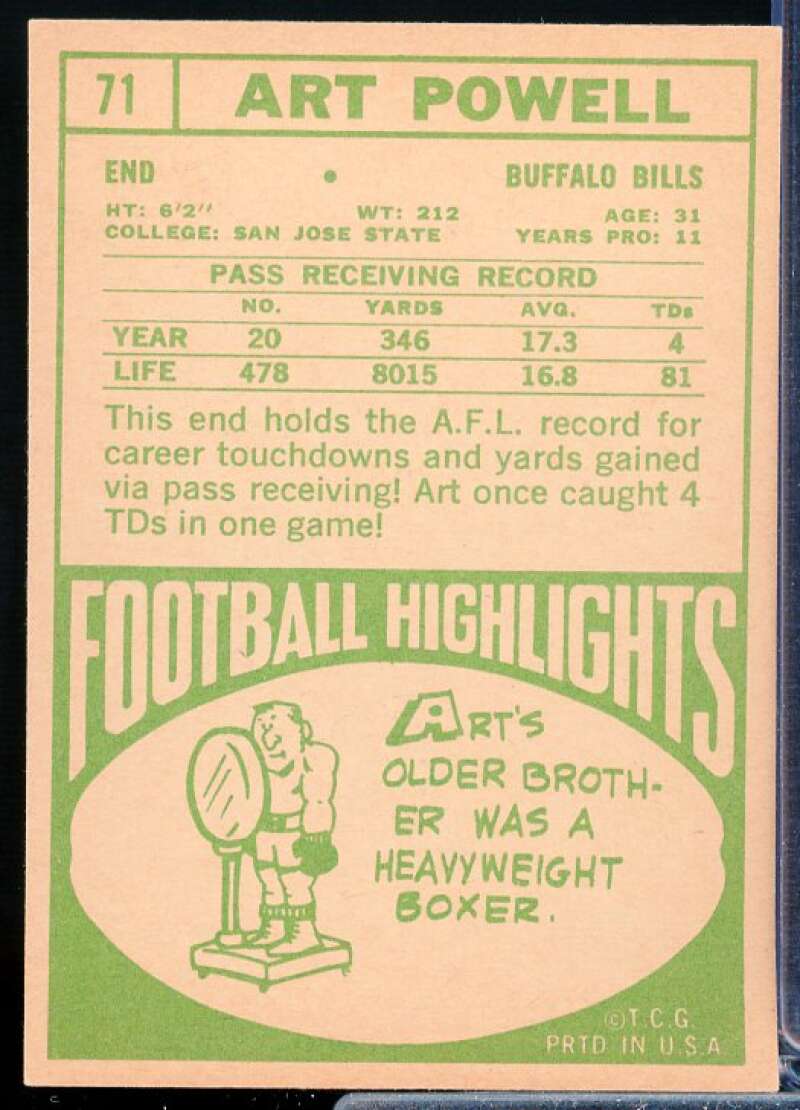 71 ART POWELL
END • BUFFALO BILLS
HT: 6'2" WT: 212 AGE: 31
COLLEGE: SAN JOSE STATE YEARS PRO: 11
PASS RECEIVING RECORD
NO. YARDS AVG. TDs
YEAR 20 346 17.3 4
LIFE 478 8015 16.8 81
This end holds the A.F.L. record for
career touchdowns and yards gained
via pass receiving! Art once caught 4
TDs in one game!
FOOTBALL HIGHLIGHTS
ART'S
OLDER BROTH-
ER WAS A
HEAVYWEIGHT
BOXER.
©T.C.G.
PRTD IN U.S.A